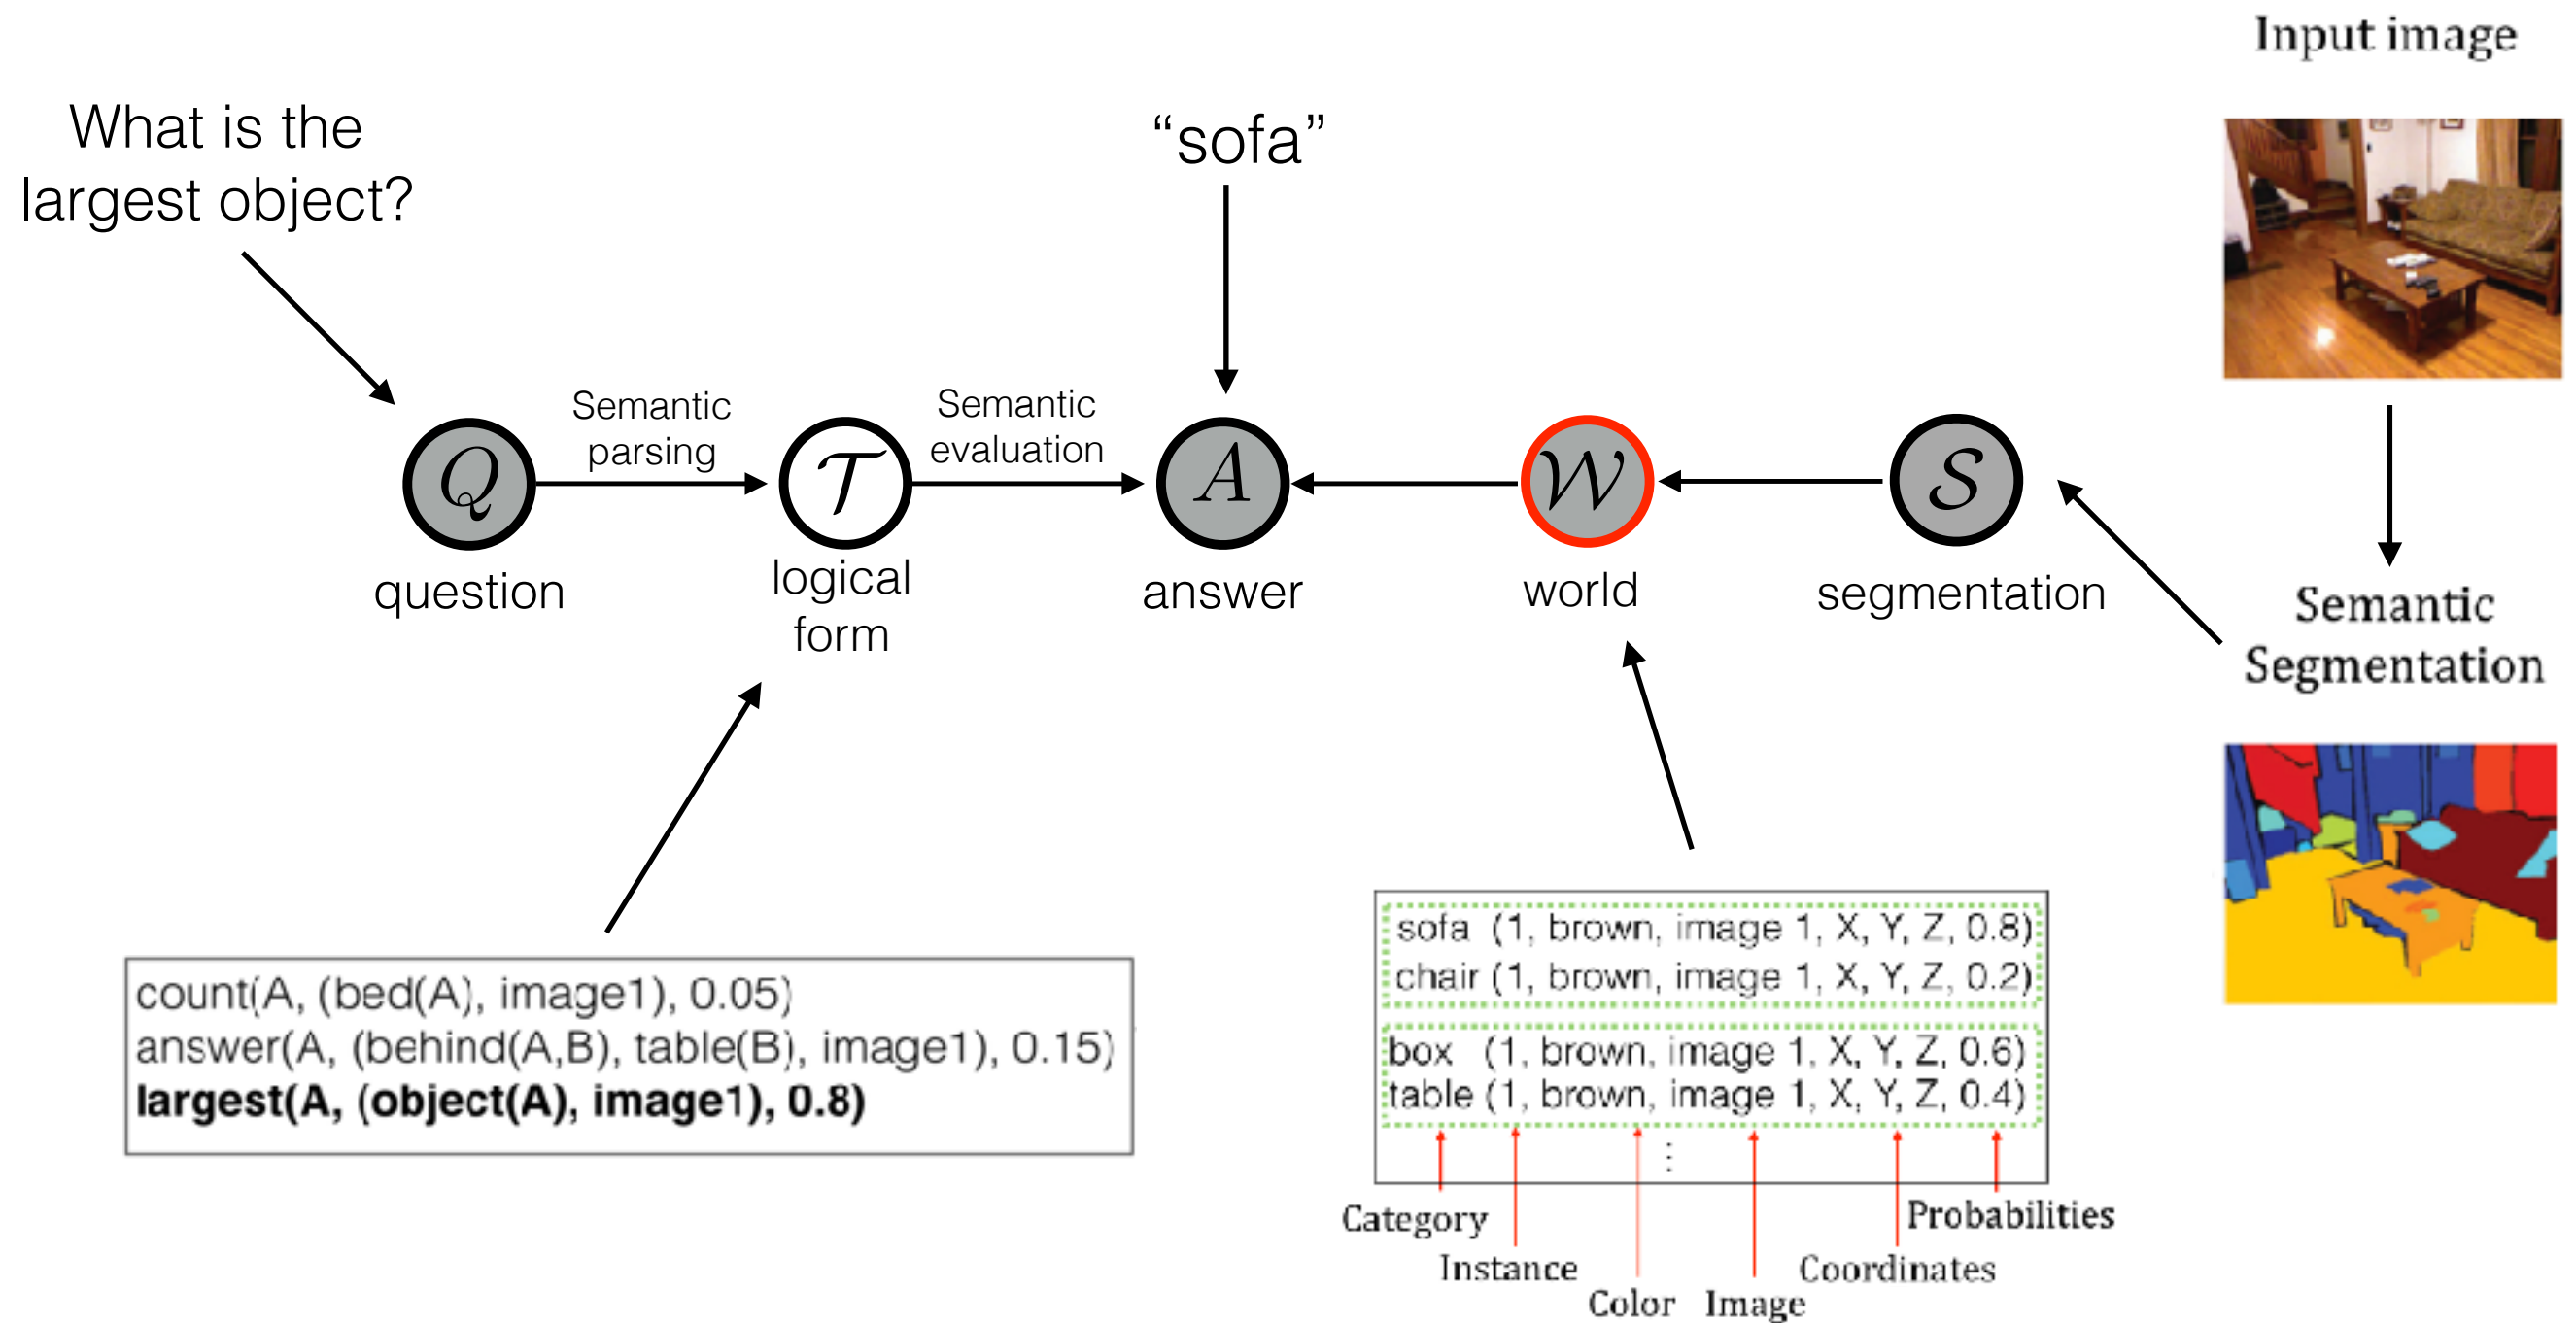 Input image
What is the
largest object?
“sofa”
Semantic
parsing
Semantic
evaluation
Q
T
A
W
S
question
logical
form
answer
world
segmentation
Semantic
Segmentation
count(A, (bed(A), image1), 0.05)
answer(A, (behind(A,B), table(B), image1), 0.15)
largest(A, (object(A), image1), 0.8)
sofa (1, brown, image 1, X, Y, Z, 0.8)
chair (1, brown, image 1, X, Y, Z, 0.2)
box (1, brown, image 1, X, Y, Z, 0.6)
table (1, brown, image 1, X, Y, Z, 0.4)
⋮
Category
Probabilities
Instance
Coordinates
Color
Image